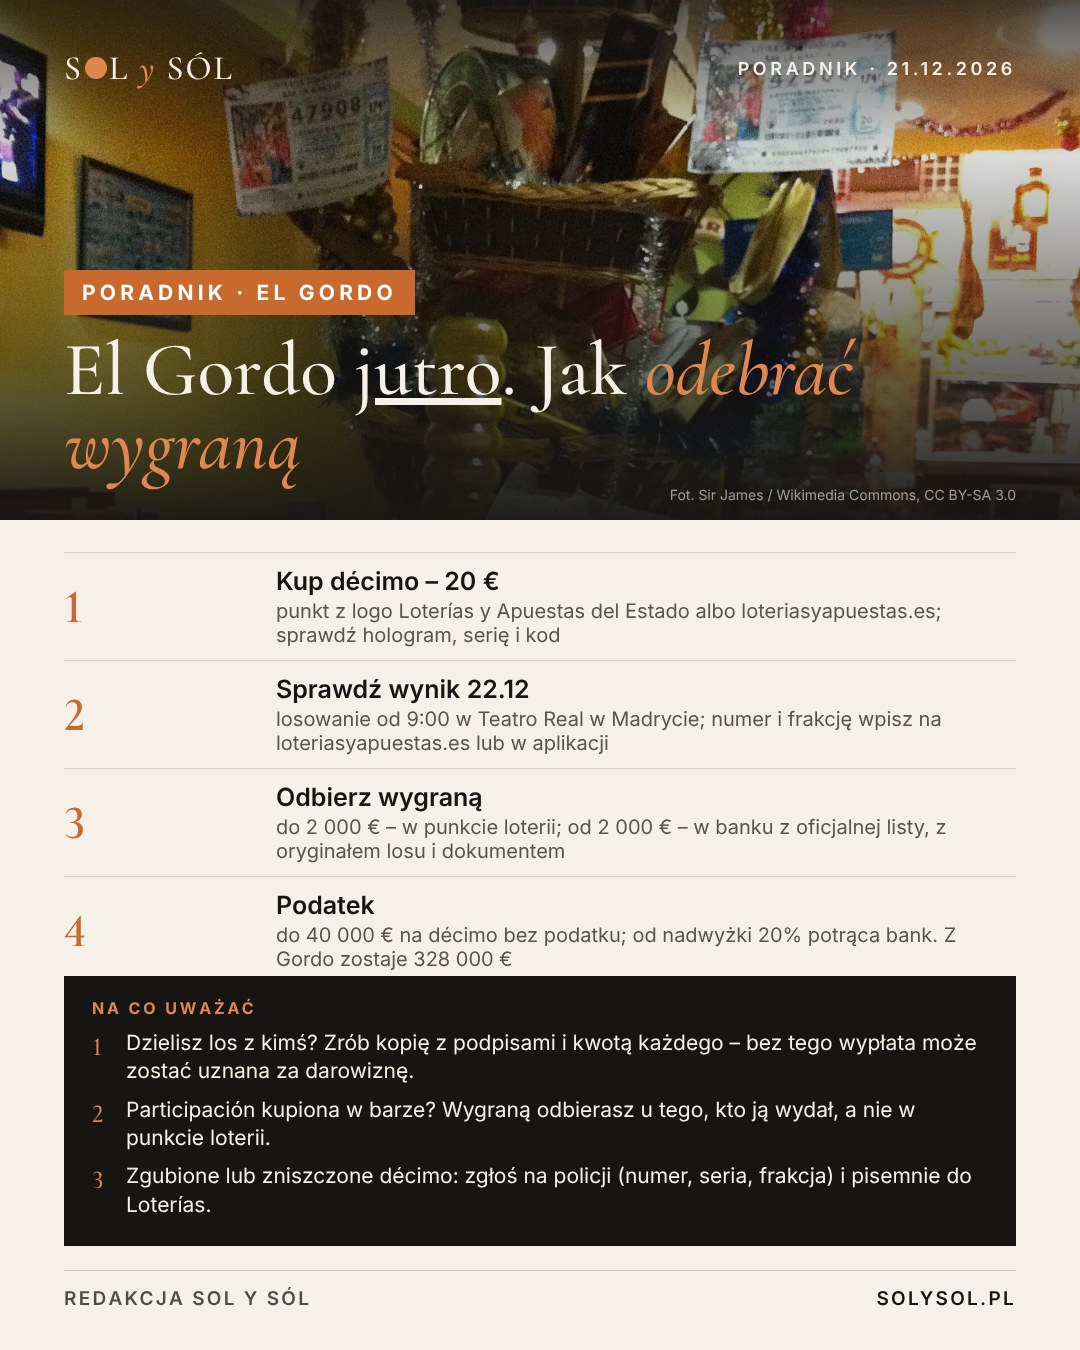 SOL y SÓL
PORADNIK · 21.12.2026
47908
PORADNIK · EL GORDO
El Gordo jutro. Jak odebrać
wygraną
Fot. Sir James / Wikimedia Commons, CC BY-SA 3.0
1
Kup décimo – 20 €
punkt z logo Loterías y Apuestas del Estado albo loteriasyapuestas.es;
sprawdź hologram, serię i kod
2
Sprawdź wynik 22.12
losowanie od 9:00 w Teatro Real w Madrycie; numer i frakcję wpisz na
loteriasyapuestas.es lub w aplikacji
3
Odbierz wygraną
do 2 000 € – w punkcie loterii; od 2 000 € – w banku z oficjalnej listy, z
oryginałem losu i dokumentem
4
Podatek
do 40 000 € na décimo bez podatku; od nadwyżki 20% potrąca bank. Z
Gordo zostaje 328 000 €
NA CO UWAŻAĆ
1 Dzielisz los z kimś? Zrób kopię z podpisami i kwotą każdego – bez tego wypłata może
zostać uznana za darowiznę.
2 Participación kupiona w barze? Wygraną odbierasz u tego, kto ją wydał, a nie w
punkcie loterii.
3 Zgubione lub zniszczone décimo: zgłoś na policji (numer, seria, frakcja) i pisemnie do
Loterías.
REDAKCJA SOL Y SÓL
SOLYSOL.PL